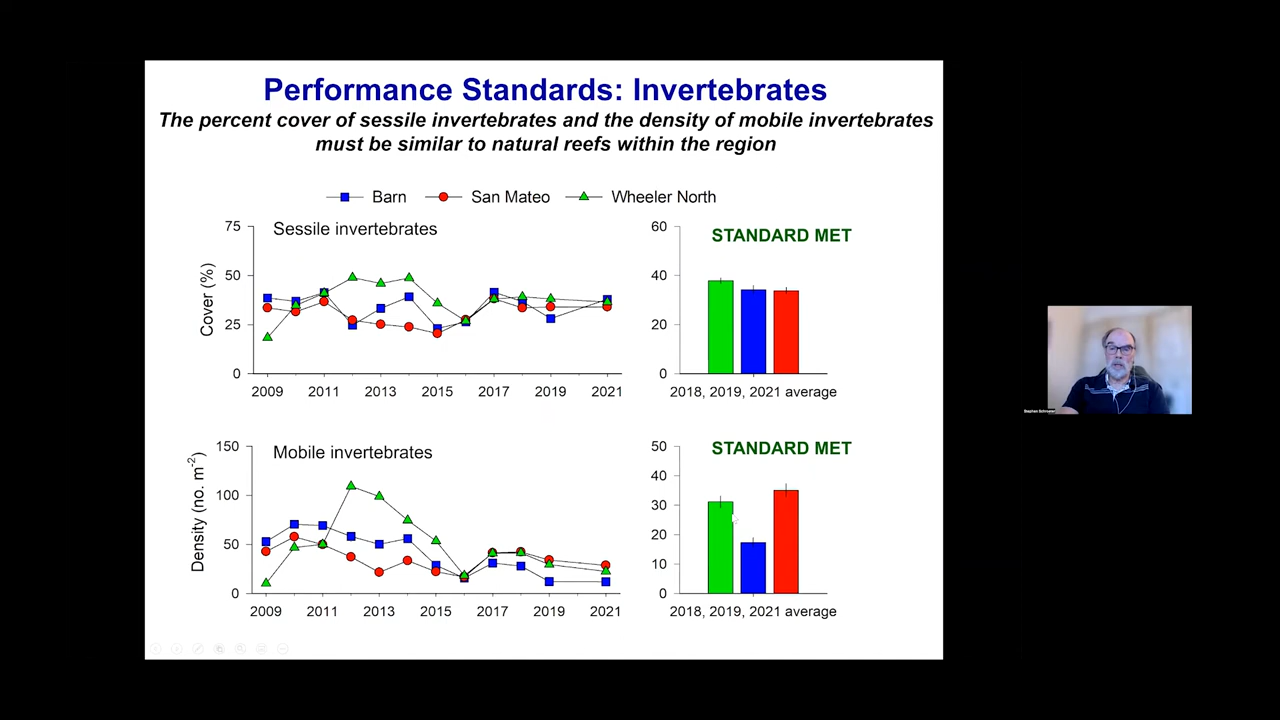 Performance Standards: Invertebrates
The percent cover of sessile invertebrates and the density of mobile invertebrates
must be similar to natural reefs within the region
Barn San Mateo Wheeler North
Sessile invertebrates
Cover (%)
75
50
25
0
2009 2011 2013 2015 2017 2019 2021
STANDARD MET
60
40
20
0
2018, 2019, 2021 average
Mobile invertebrates
Density (no. m-2)
150
100
50
0
2009 2011 2013 2015 2017 2019 2021
STANDARD MET
50
40
30
20
10
0
2018, 2019, 2021 average
Stephen Schroeter